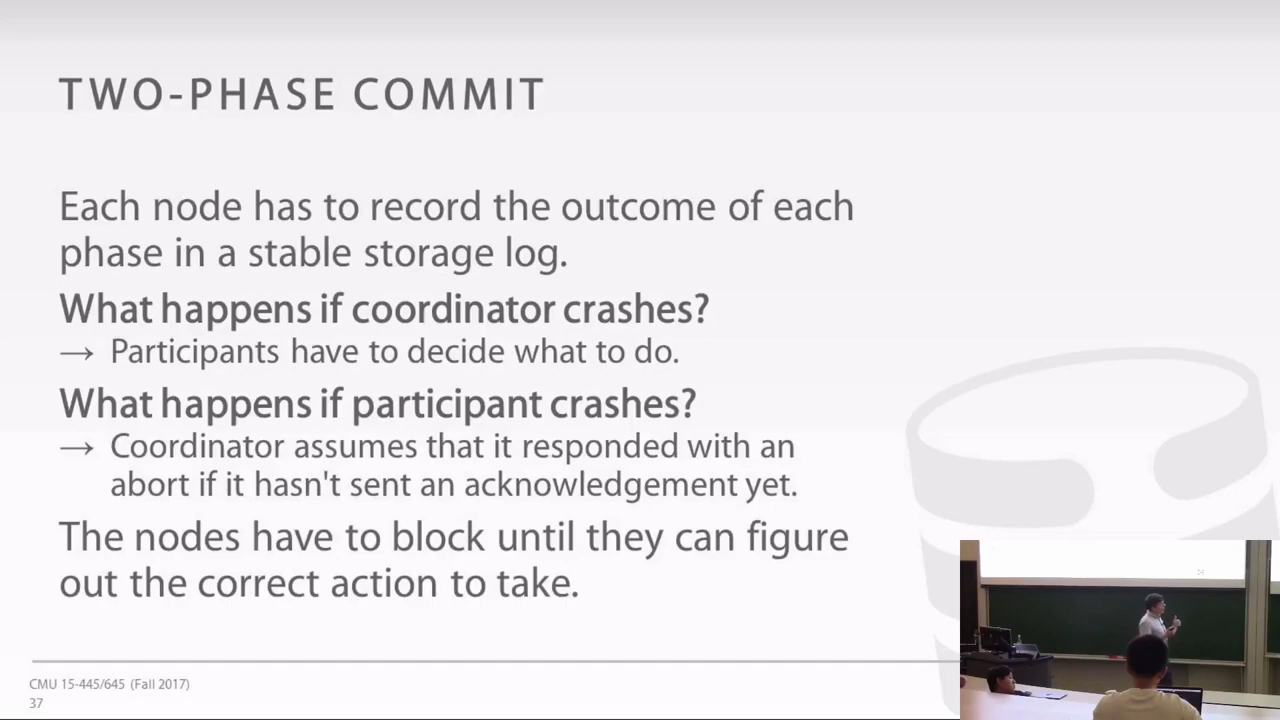 TWO-PHASE COMMIT
Each node has to record the outcome of each
phase in a stable storage log.
What happens if coordinator crashes?
→ Participants have to decide what to do.
What happens if participant crashes?
→ Coordinator assumes that it responded with an
abort if it hasn't sent an acknowledgement yet.
The nodes have to block until they can figure
out the correct action to take.
CMU 15-445/645 (Fall 2017)
37